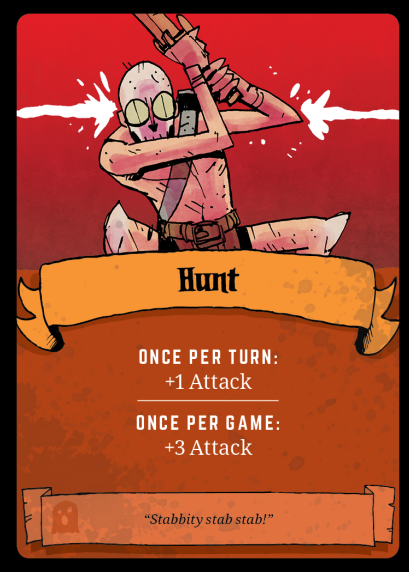 Hunt
ONCE PER TURN:
+1 Attack
ONCE PER GAME:
+3 Attack
“Stabbity stab stab!”